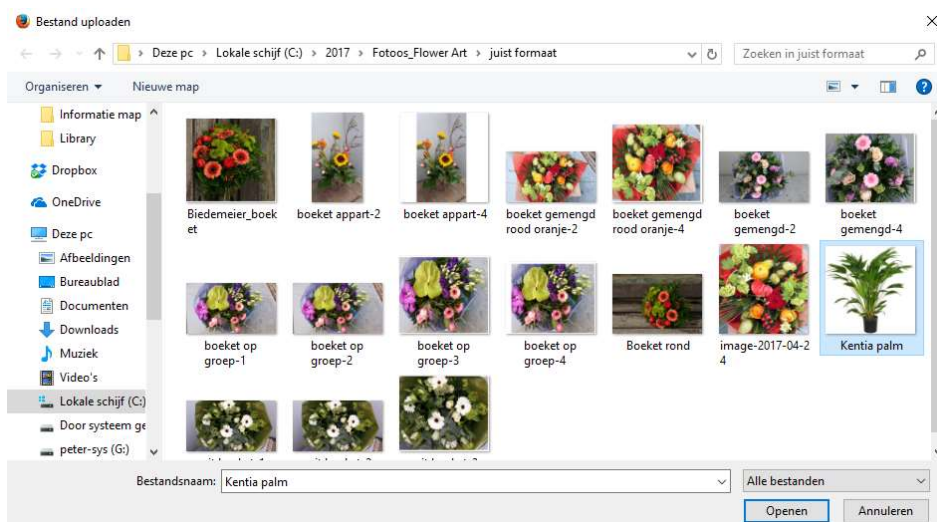 Bestand uploaden
Deze pc > Lokale schijf (C:) > 2017 > Fotoos_Flower Art > juist formaat
Zoeken in juist formaat
Organiseren
Nieuwe map
Informatie map
Library
Dropbox
OneDrive
Deze pc
Afbeeldingen
Bureaublad
Documenten
Downloads
Muziek
Video's
Lokale schijf (C:)
Door systeem ge
peter-sys (G:)
Biedemeier_boek
et
boeket appart-2
boeket appart-4
boeket gemengd
rood oranje-2
boeket gemengd
rood oranje-4
boeket
gemengd-2
boeket
gemengd-4
boeket op
groep-1
boeket op
groep-2
boeket op
groep-3
boeket op
groep-4
Boeket rond
image-2017-04-2
4
Kentia palm
Bestandsnaam:
Kentia palm
Alle bestanden
Openen
Annuleren